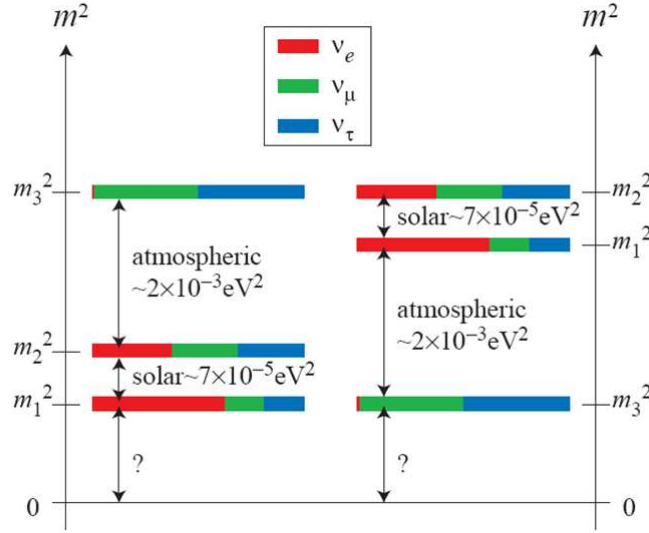 m² m²
νₑ
ν_μ
ν_τ
m₃² m₂²
solar~7×10⁻⁵eV²
m₁²
atmospheric
~2×10⁻³eV²
atmospheric
~2×10⁻³eV²
m₂²
solar~7×10⁻⁵eV²
m₁² m₃²
? ?
0 0